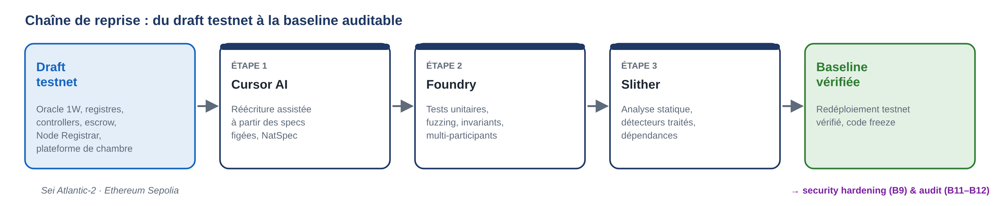 Chaîne de reprise : du draft testnet à la baseline auditable
Draft
testnet
Oracle 1W, registres,
controllers, escrow,
Node Registrar,
plateforme de chambre
ÉTAPE 1
Cursor AI
Réécriture assistée
à partir des specs
figées, NatSpec
ÉTAPE 2
Foundry
Tests unitaires,
fuzzing, invariants,
multi-participants
ÉTAPE 3
Slither
Analyse statique,
détecteurs traités,
dépendances
Baseline
vérifiée
Redéploiement testnet
vérifié, code freeze
Sei Atlantic-2 · Ethereum Sepolia
→ security hardening (B9) & audit (B11–B12)